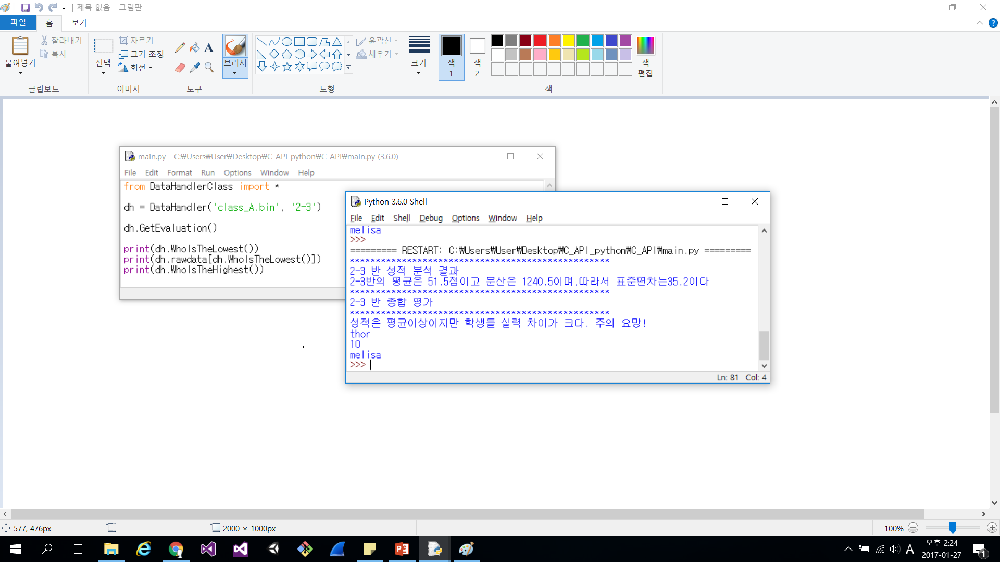 제목 없음 - 그림판
파일
홈
보기
붙여넣기
잘라내기
복사
클립보드
선택
자르기
크기 조정
회전
이미지
A
도구
브러시
윤곽선
채우기
도형
크기
색
1
색
2
색
편집
색
main.py - C:₩Users₩User₩Desktop₩C_API_python₩C_API₩main.py (3.6.0)
File Edit Format Run Options Window Help
from DataHandlerClass import *
dh = DataHandler('class_A.bin', '2-3')
dh.GetEvaluation()
print(dh.WhoIsTheLowest())
print(dh.rawdata[dh.WhoIsTheLowest()])
print(dh.WhoIsTheHighest())
Python 3.6.0 Shell
File Edit Shell Debug Options Window Help
melisa
>>>
========= RESTART: C:₩Users₩User₩Desktop₩C_API_python₩C_API₩main.py =========
**************************************************
2-3 반 성적 분석 결과
2-3반의 평균은 51.5점이고 분산은 1240.5이며,따라서 표준편차는35.2이다
**************************************************
2-3 반 종합 평가
**************************************************
성적은 평균이상이지만 학생들 실력 차이가 크다. 주의 요망!
thor
10
melisa
>>>
Ln: 81 Col: 4
577, 476px
2000 × 1000px
100%
A
오후 2:24
2017-01-27
1